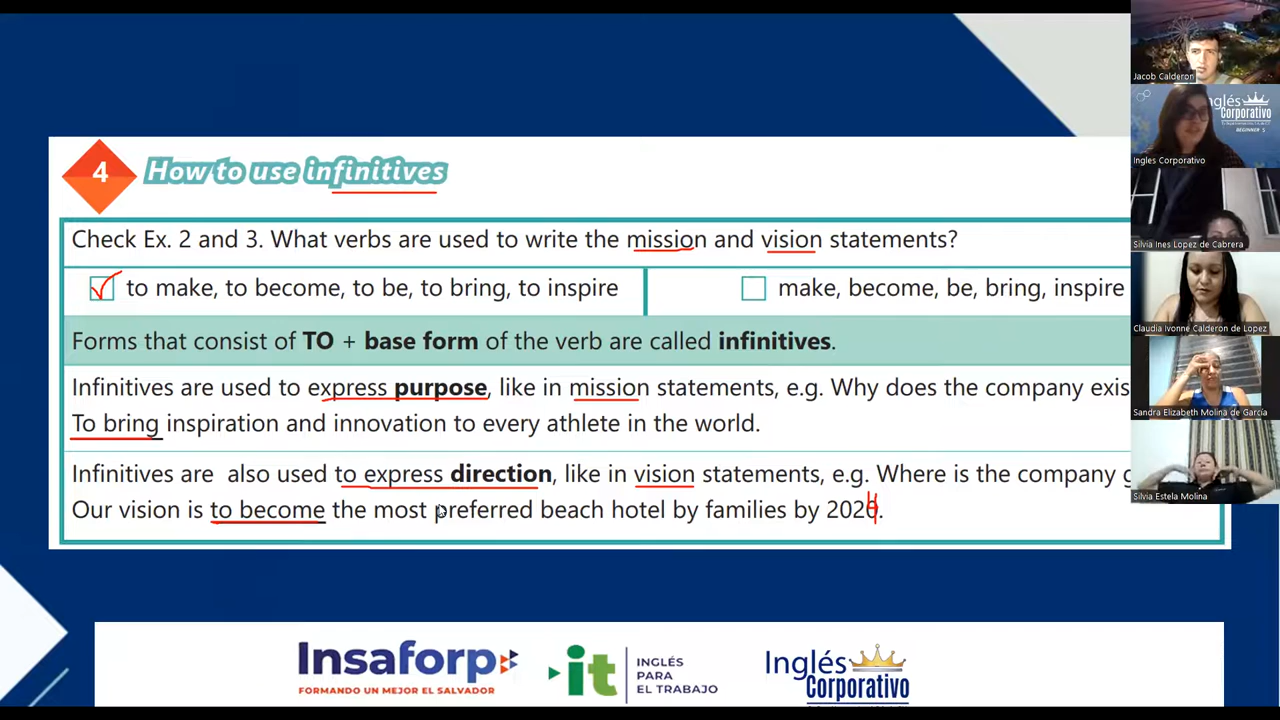 4
How to use infinitives
Check Ex. 2 and 3. What verbs are used to write the mission and vision statements?
to make, to become, to be, to bring, to inspire
make, become, be, bring, inspire
Forms that consist of TO + base form of the verb are called infinitives.
Infinitives are used to express purpose, like in mission statements, e.g. Why does the company exis
To bring inspiration and innovation to every athlete in the world.
Infinitives are also used to express direction, like in vision statements, e.g. Where is the company g
Our vision is to become the most preferred beach hotel by families by 2024.
Insaforp
FORMANDO UN MEJOR EL SALVADOR
it
INGLÉS
PARA
EL TRABAJO
Inglés
Corporativo
Jacob Calderon
nglés
Corporativo
BEGINNER 5
Ingles Corporativo
Silvia Ines Lopez de Cabrera
Claudia Ivonne Calderon de Lopez
Sandra Elizabeth Molina de García
Silvia Estela Molina